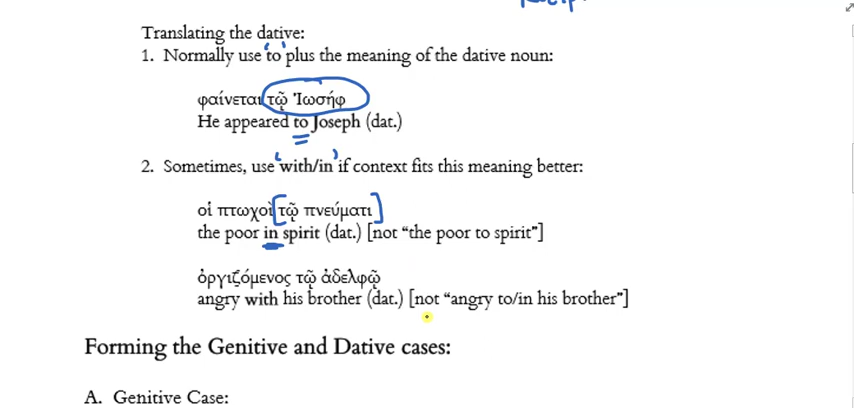 Translating the dative:
1. Normally use 'to' plus the meaning of the dative noun:
φαίνεται τῷ Ἰωσήφ
He appeared to Joseph (dat.)
2. Sometimes, use 'with/in' if context fits this meaning better:
οἱ πτωχοὶ [τῷ πνεύματι]
the poor in spirit (dat.) [not “the poor to spirit”]
ὀργιζόμενος τῷ ἀδελφῷ
angry with his brother (dat.) [not “angry to/in his brother”]
Forming the Genitive and Dative cases:
A. Genitive Case: